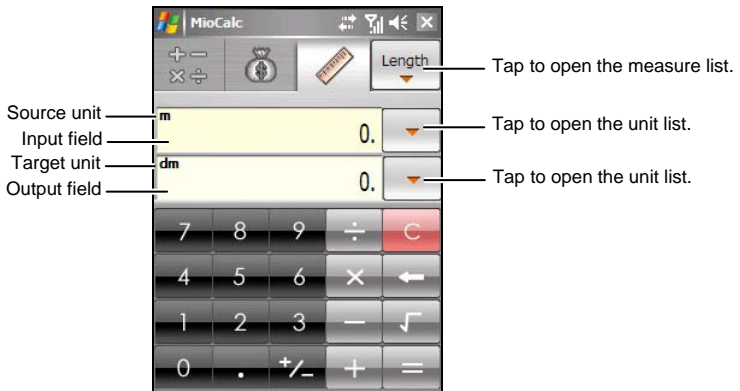 MioCalc
Length
Tap to open the measure list.
Source unit
m
Tap to open the unit list.
Input field
0.
Target unit
dm
Tap to open the unit list.
Output field
0.
7 8 9 ÷ C
4 5 6 × ←
1 2 3 − √
0 . +/− + =